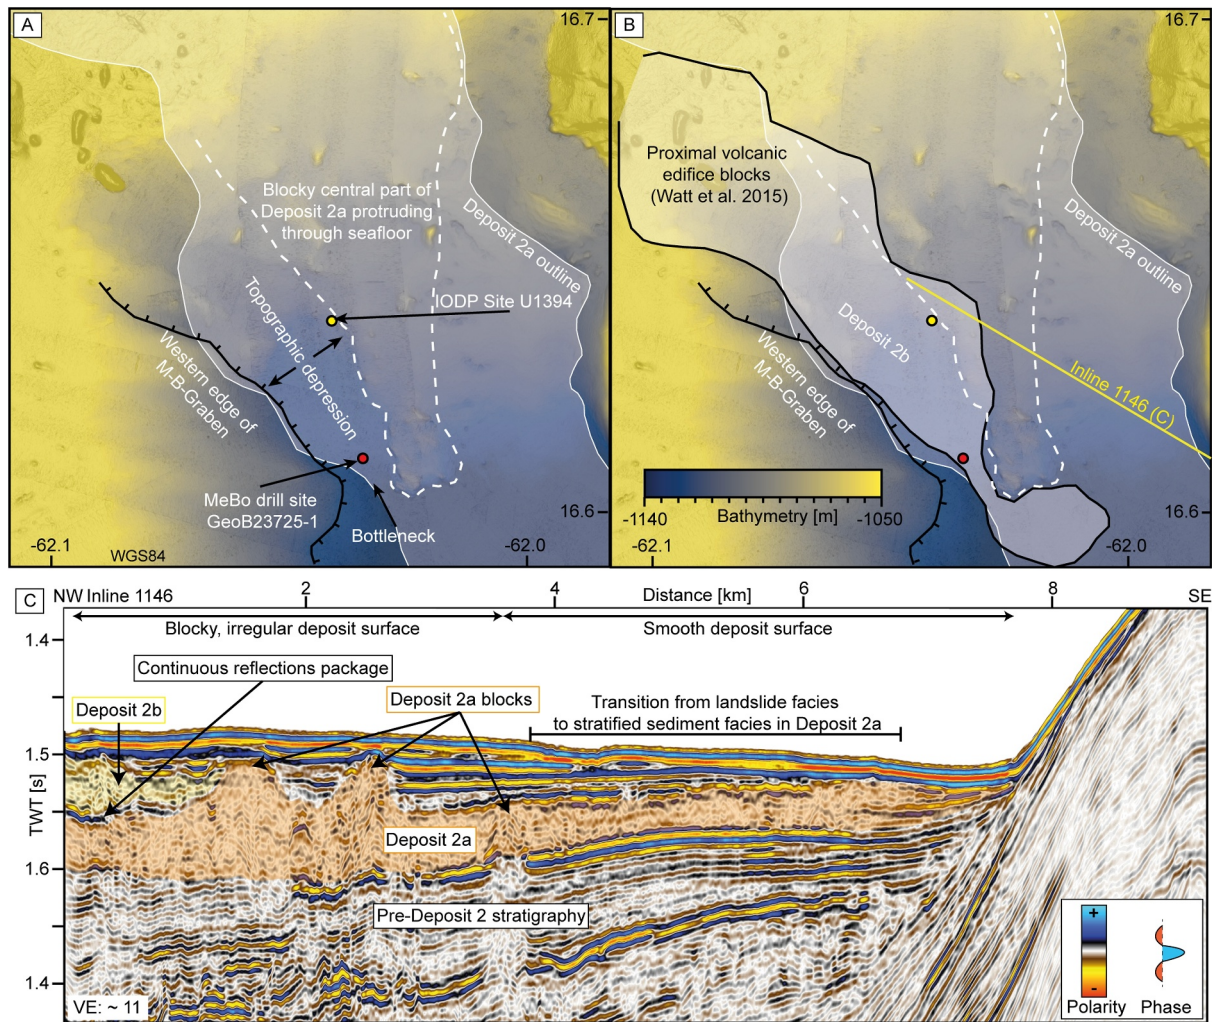 A
16.7
Blocky central part of
Deposit 2a protruding
through seafloor
Deposit 2a outline
IODP Site U1394
Topographic depression
Western edge of
M-B-Graben
MeBo drill site
GeoB23725-1
Bottleneck
16.6
-62.1
WGS84
-62.0
B
16.7
Proximal volcanic
edifice blocks
(Watt et al. 2015)
Deposit 2a outline
Deposit 2b
Inline 1146 (C)
Western edge of
M-B-Graben
-1140
Bathymetry [m]
-1050
16.6
-62.1
-62.0
C
NW Inline 1146
2
4
Distance [km]
6
8
SE
Blocky, irregular deposit surface
Smooth deposit surface
1.4
Continuous reflections package
Deposit 2b
Deposit 2a blocks
Transition from landslide facies
to stratified sediment facies in Deposit 2a
1.5
TWT [s]
Deposit 2a
1.6
Pre-Deposit 2 stratigraphy
1.4
VE: ~ 11
+
-
Polarity
Phase